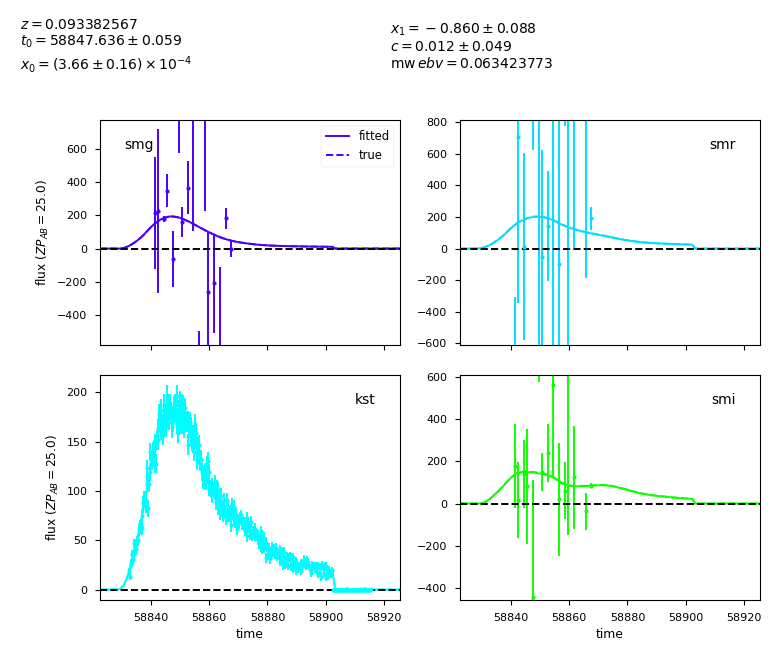 z = 0.093382567
t₀ = 58847.636 ± 0.059
x₀ = (3.66 ± 0.16) × 10⁻⁴
x₁ = −0.860 ± 0.088
c = 0.012 ± 0.049
mw ebv = 0.063423773
smg
fitted
true
600
400
200
0
−200
−400
flux (ZP_AB = 25.0)
smr
800
600
400
200
0
−200
−400
−600
kst
200
150
100
50
0
flux (ZP_AB = 25.0)
58840 58860 58880 58900 58920
time
smi
600
400
200
0
−200
−400
58840 58860 58880 58900 58920
time